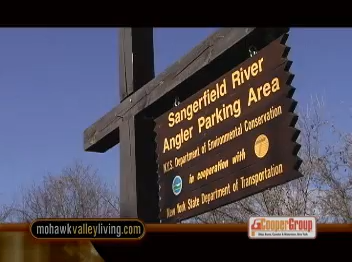 Sangerfield River
Angler Parking Area
N.Y.S. Department of Environmental Conservation
in cooperation with
New York State Department of Transportation
mohawkvalleyliving.com
CooperGroup